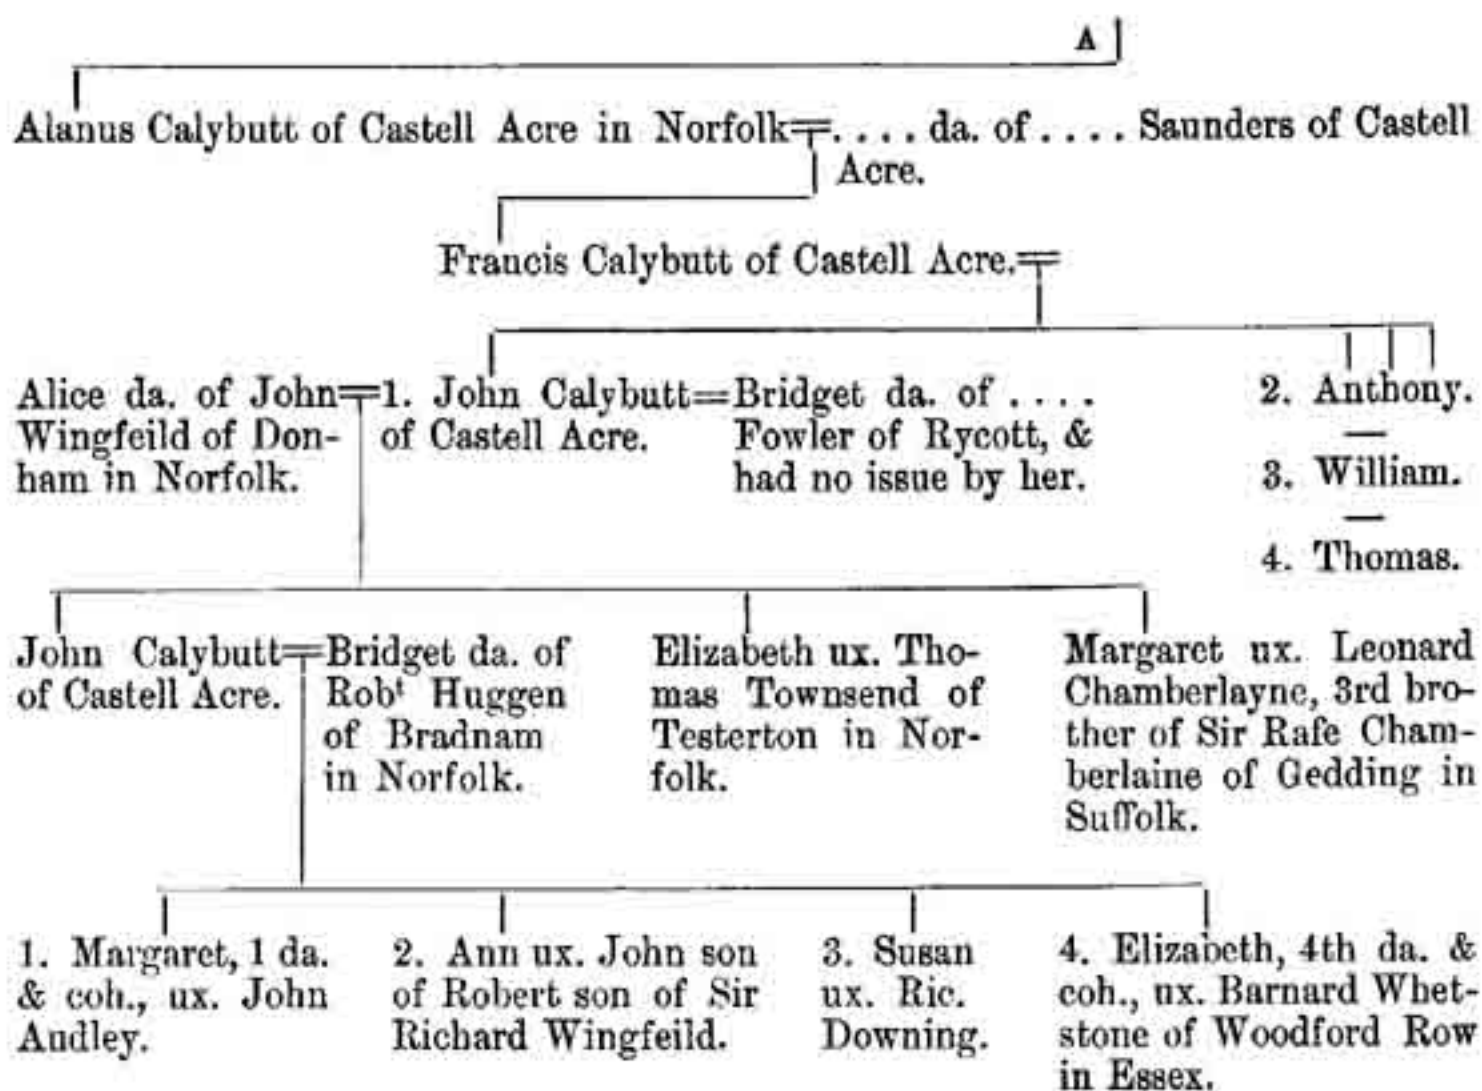 A
Alanus Calybutt of Castell Acre in Norfolk=. . . . da. of . . . . Saunders of Castell
Acre.
Francis Calybutt of Castell Acre.=
Alice da. of John=
Wingfeild of Don-
ham in Norfolk.
1. John Calybutt=
of Castell Acre.
Bridget da. of . . . .
Fowler of Rycott, &
had no issue by her.
2. Anthony.
—
3. William.
—
4. Thomas.
John Calybutt=
of Castell Acre.
Bridget da. of
Robt Huggen
of Bradnam
in Norfolk.
Elizabeth ux. Tho-
mas Townsend of
Testerton in Nor-
folk.
Margaret ux. Leonard
Chamberlayne, 3rd bro-
ther of Sir Rafe Cham-
berlaine of Gedding in
Suffolk.
1. Margaret, 1 da.
& coh., ux. John
Audley.
2. Ann ux. John son
of Robert son of Sir
Richard Wingfeild.
3. Susan
ux. Ric.
Downing.
4. Elizabeth, 4th da. &
coh., ux. Barnard Whet-
stone of Woodford Row
in Essex.